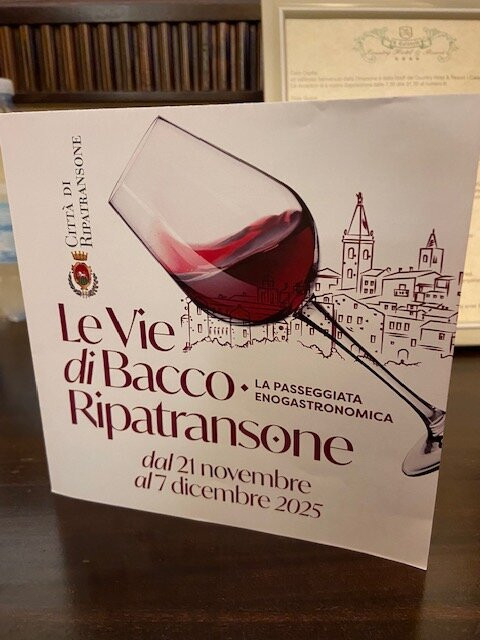 CITTÀ DI
RIPATRANSONE
Le Vie
di Bacco
LA PASSEGGIATA
ENOGASTRONOMICA
Ripatransone
dal 21 novembre
al 7 dicembre 2025